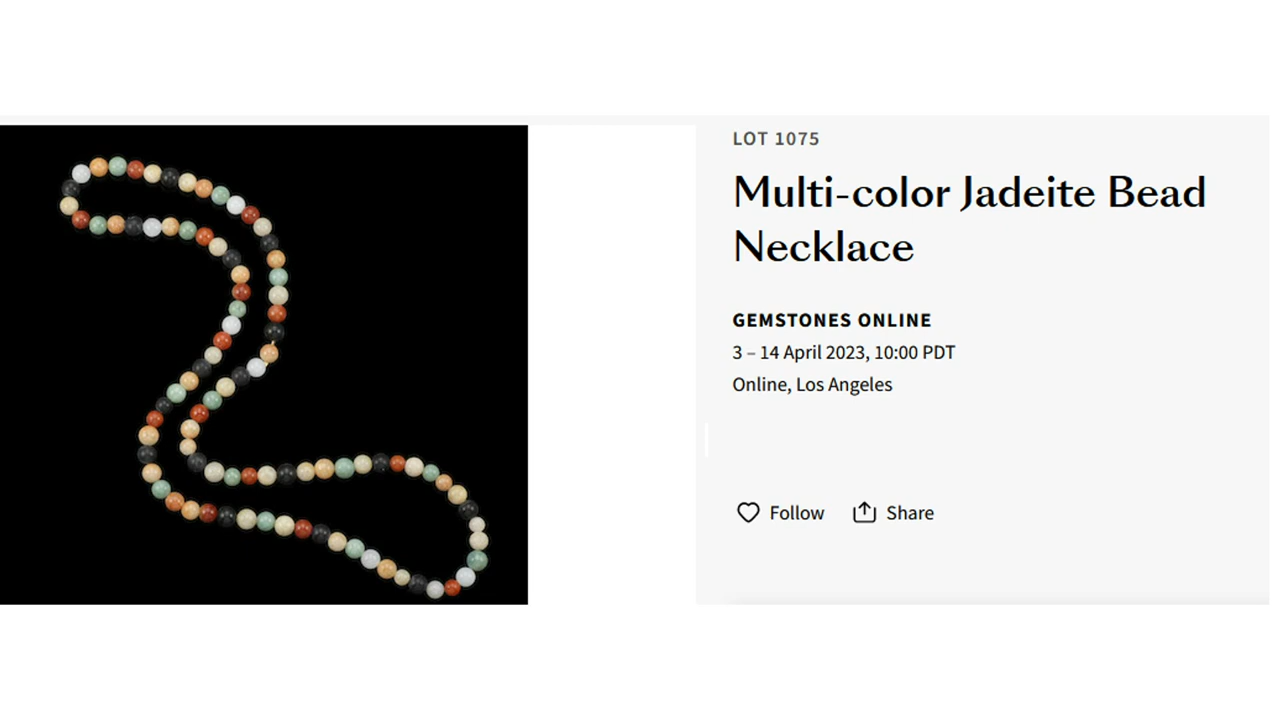 LOT 1075
Multi-color Jadeite Bead
Necklace
GEMSTONES ONLINE
3 – 14 April 2023, 10:00 PDT
Online, Los Angeles
Follow
Share